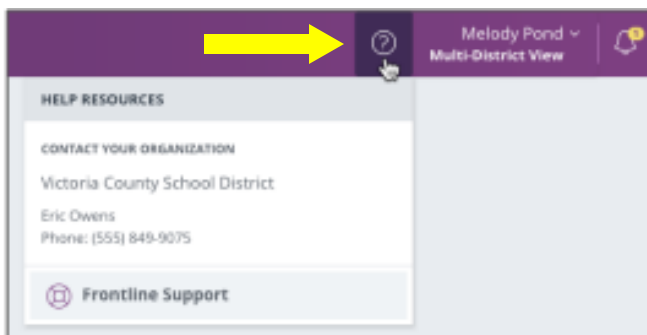 Melody Pond
Multi-District View
HELP RESOURCES
CONTACT YOUR ORGANIZATION
Victoria County School District
Eric Owens
Phone: (555) 849-9075
Frontline Support